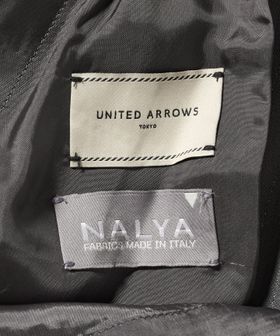 UNITED ARROWS
TOKYO
NALYA
FABRICS MADE IN ITALY